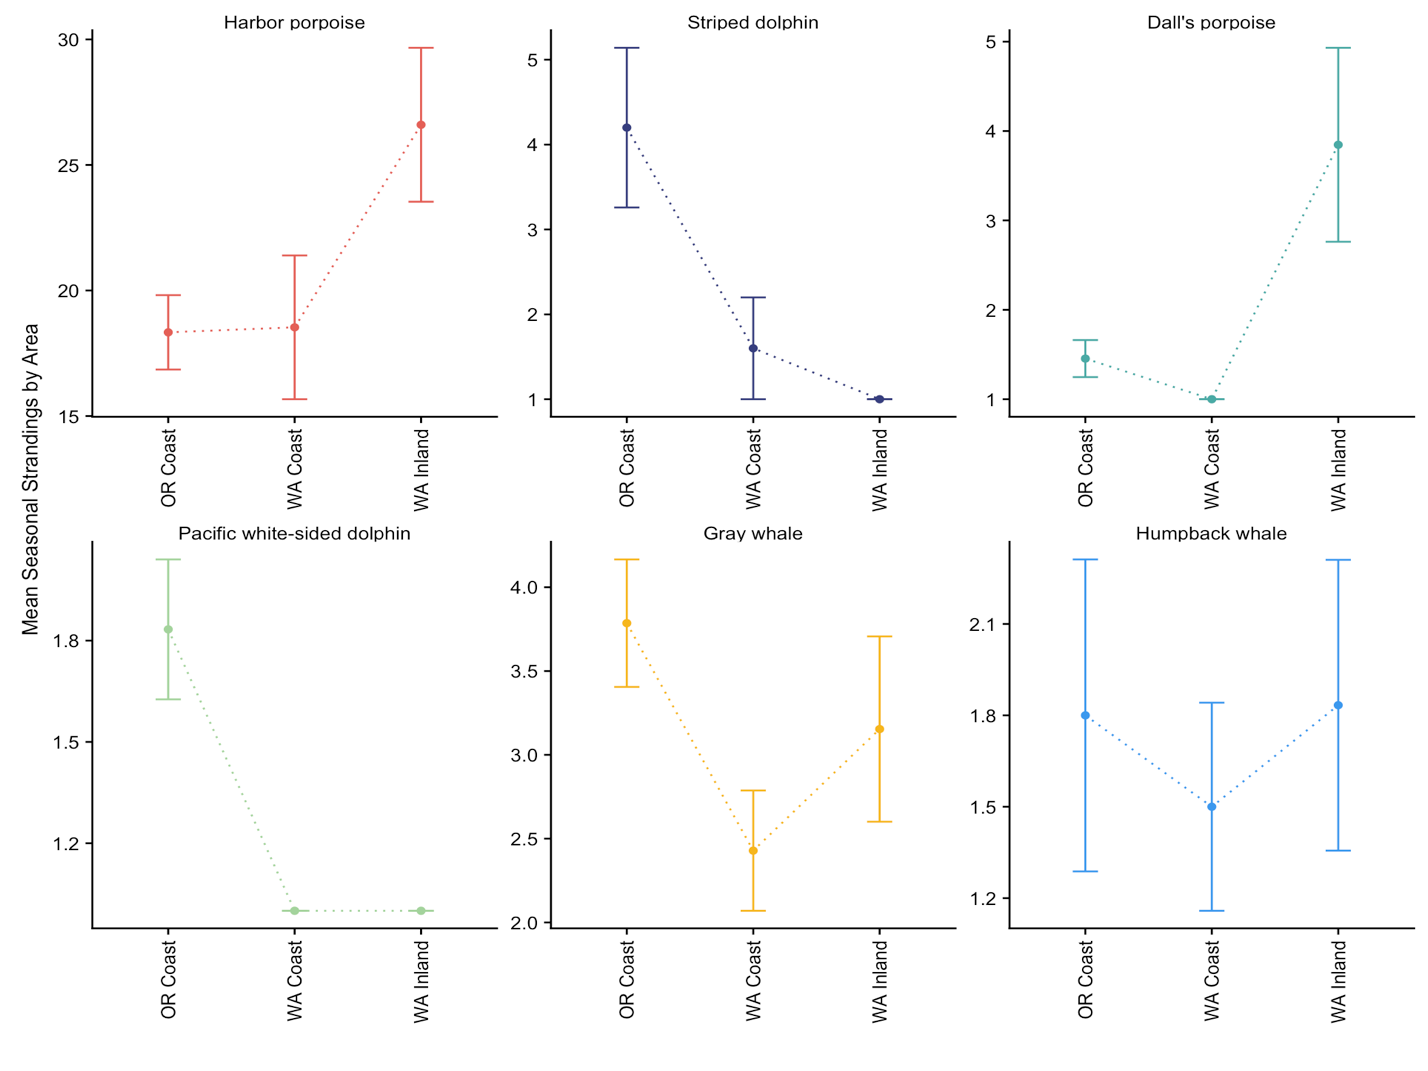 Harbor porpoise
Striped dolphin
Dall's porpoise
Mean Seasonal Strandings by Area
30
25
20
15
OR Coast
WA Coast
WA Inland
5
4
3
2
1
OR Coast
WA Coast
WA Inland
5
4
3
2
1
OR Coast
WA Coast
WA Inland
Pacific white-sided dolphin
Gray whale
Humpback whale
1.8
1.5
1.2
OR Coast
WA Coast
WA Inland
4.0
3.5
3.0
2.5
2.0
OR Coast
WA Coast
WA Inland
2.1
1.8
1.5
1.2
OR Coast
WA Coast
WA Inland